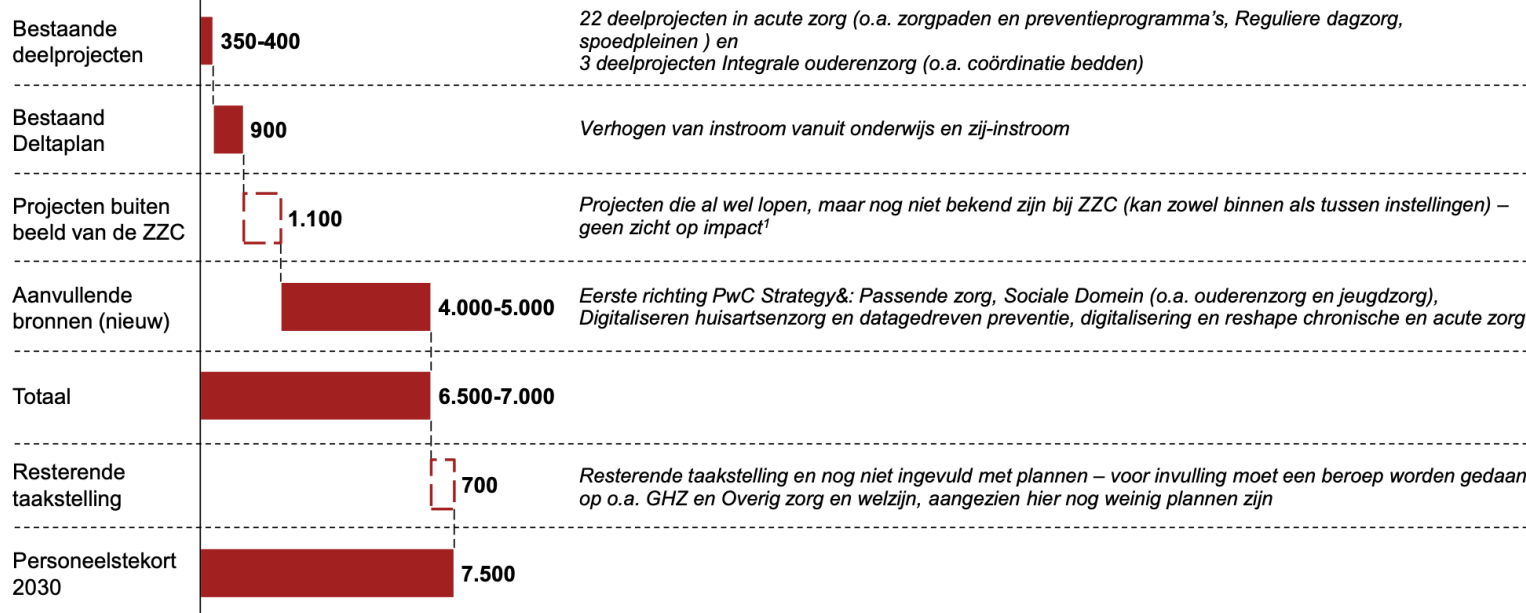 Bestaande
deelprojecten
350-400
22 deelprojecten in acute zorg (o.a. zorgpaden en preventieprogramma’s, Reguliere dagzorg,
spoedpleinen ) en
3 deelprojecten Integrale ouderenzorg (o.a. coördinatie bedden)
Bestaand
Deltaplan
900
Verhogen van instroom vanuit onderwijs en zij-instroom
Projecten buiten
beeld van de ZZC
1.100
Projecten die al wel lopen, maar nog niet bekend zijn bij ZZC (kan zowel binnen als tussen instellingen) –
geen zicht op impact¹
Aanvullende
bronnen (nieuw)
4.000-5.000
Eerste richting PwC Strategy&: Passende zorg, Sociale Domein (o.a. ouderenzorg en jeugdzorg),
Digitaliseren huisartsenzorg en datagedreven preventie, digitalisering en reshape chronische en acute zorg
Totaal
6.500-7.000
Resterende
taakstelling
700
Resterende taakstelling en nog niet ingevuld met plannen – voor invulling moet een beroep worden gedaan
op o.a. GHZ en Overig zorg en welzijn, aangezien hier nog weinig plannen zijn
Personeelstekort
2030
7.500